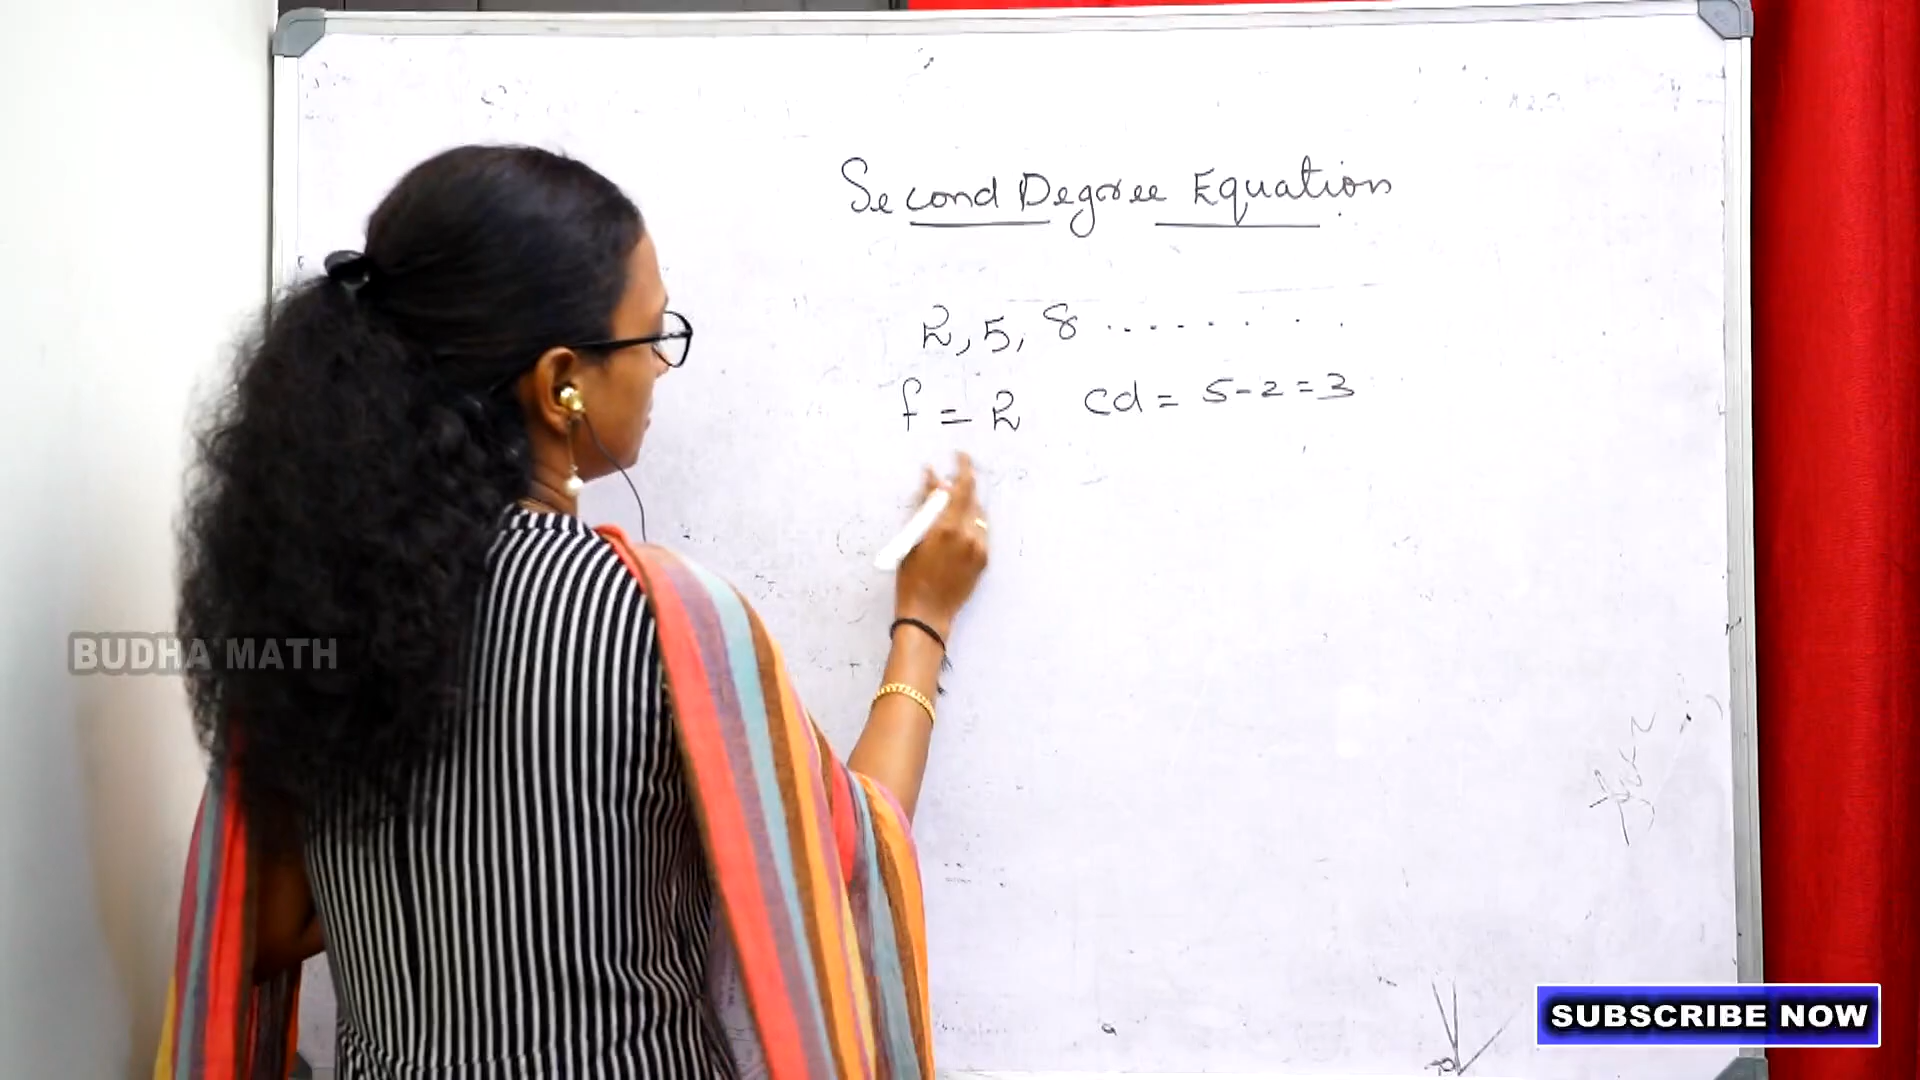 Second Degree Equation
2, 5, 8 .........
f = 2 cd = 5-2=3
BUDHA MATH
SUBSCRIBE NOW